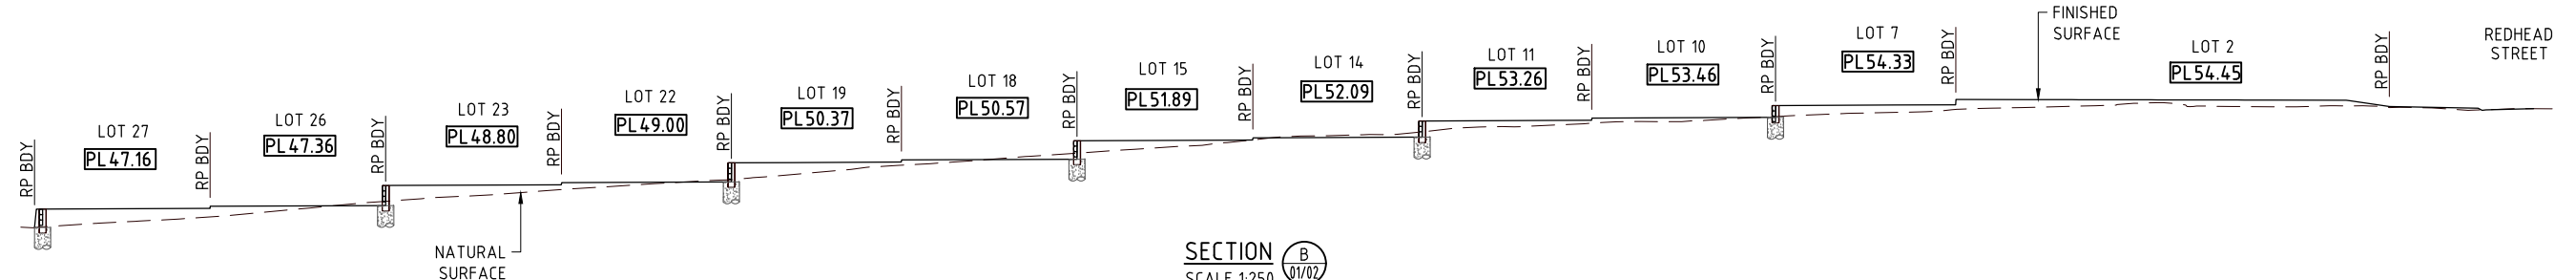 RP BDY
LOT 27
PL47.16
RP BDY
LOT 26
PL47.36
RP BDY
LOT 23
PL48.80
RP BDY
LOT 22
PL49.00
RP BDY
LOT 19
PL50.37
RP BDY
LOT 18
PL50.57
RP BDY
LOT 15
PL51.89
RP BDY
LOT 14
PL52.09
RP BDY
LOT 11
PL53.26
RP BDY
LOT 10
PL53.46
RP BDY
LOT 7
PL54.33
RP BDY
FINISHED
SURFACE
LOT 2
PL54.45
RP BDY
REDHEAD
STREET
NATURAL
SURFACE
SECTION
B
01/02
SCALE 1:250